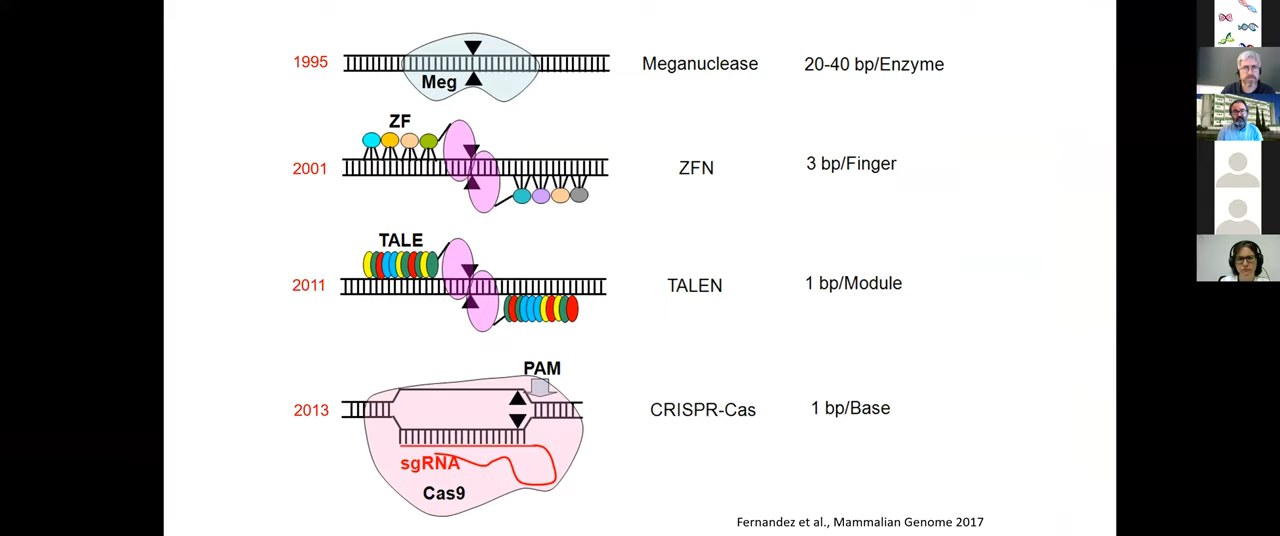 1995 Meg Meganuclease 20-40 bp/Enzyme
ZF
2001 ZFN 3 bp/Finger
TALE
2011 TALEN 1 bp/Module
PAM
2013 CRISPR-Cas 1 bp/Base
sgRNA
Cas9
Fernandez et al., Mammalian Genome 2017